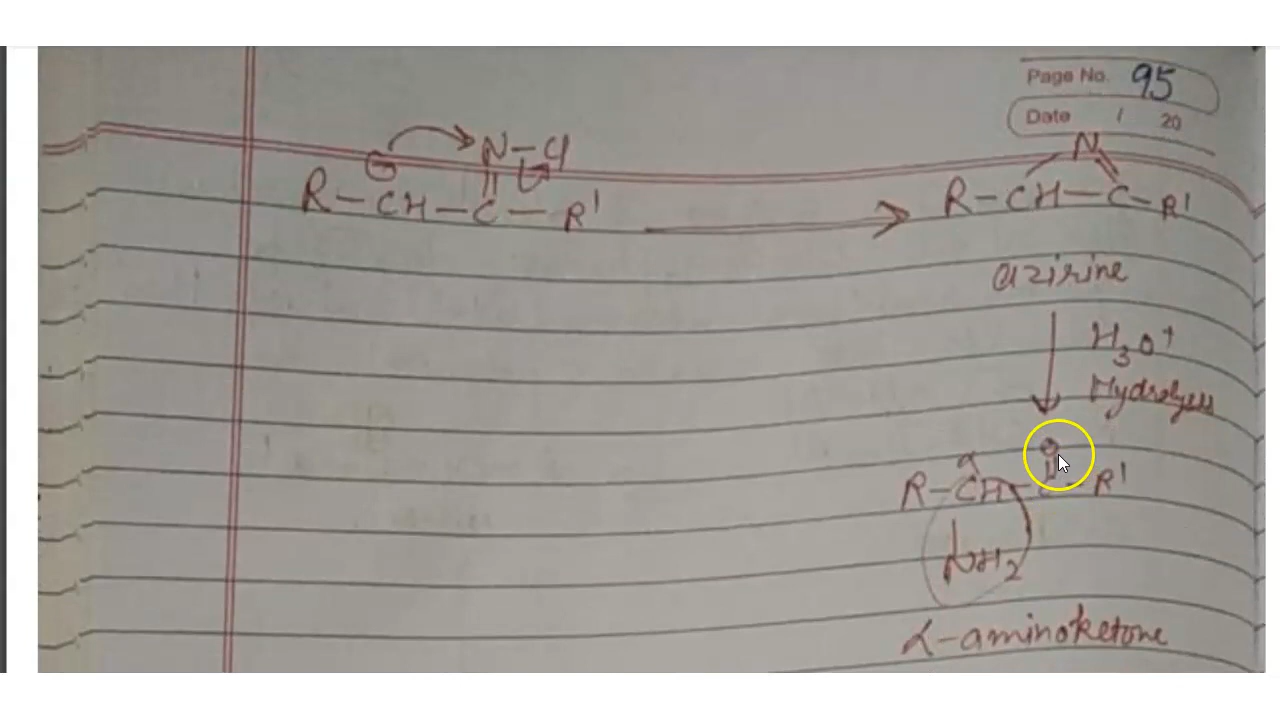 Page No. 95
Date / 20
⊖ N-Cl
R-CH-C-R'
N
R-CH-C-R'
azirine
H3O+
Hydrolysis
α O
R-CH-C-R'
NH2
α-aminoketone